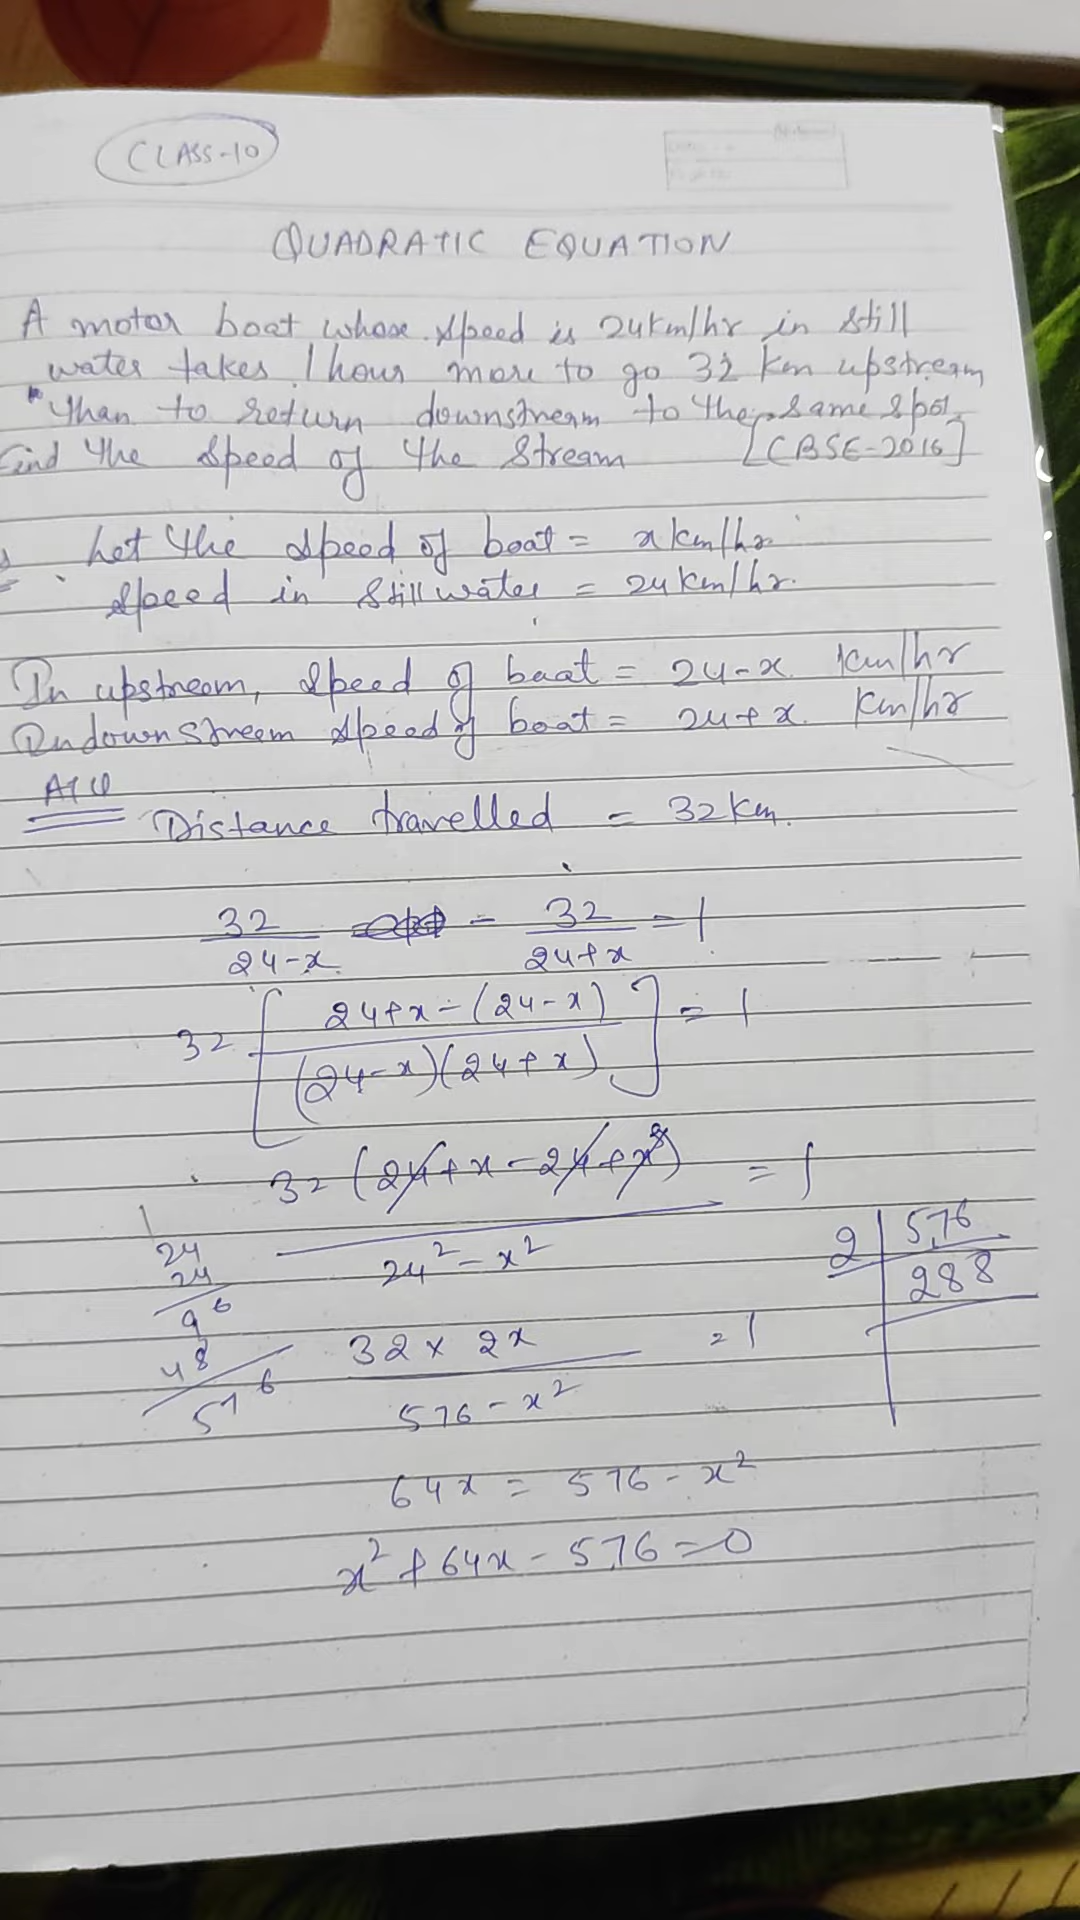 CLASS-10
QUADRATIC EQUATION
A motor boat whose speed is 24km/hr in still
water takes 1 hour more to go 32 km upstream
than to return downstream to the same spot.
Find the speed of the stream [CBSE-2016]
Let the speed of boat = x km/hr
Speed in still water = 24 km/hr.
In upstream, speed of boat = 24-x km/hr
In downstream speed of boat = 24+x. km/hr
ATQ
Distance travelled = 32 km.
32/(24-x) - 32/(24+x) = 1
32 [ (24+x-(24-x)) / ((24-x)(24+x)) ] = 1
32 (24+x-24+x) / (24² - x²) = 1
24
24
96
48
576
2 | 576
288
32 x 2x / (576 - x²) = 1
64x = 576 - x²
x² + 64x - 576 = 0